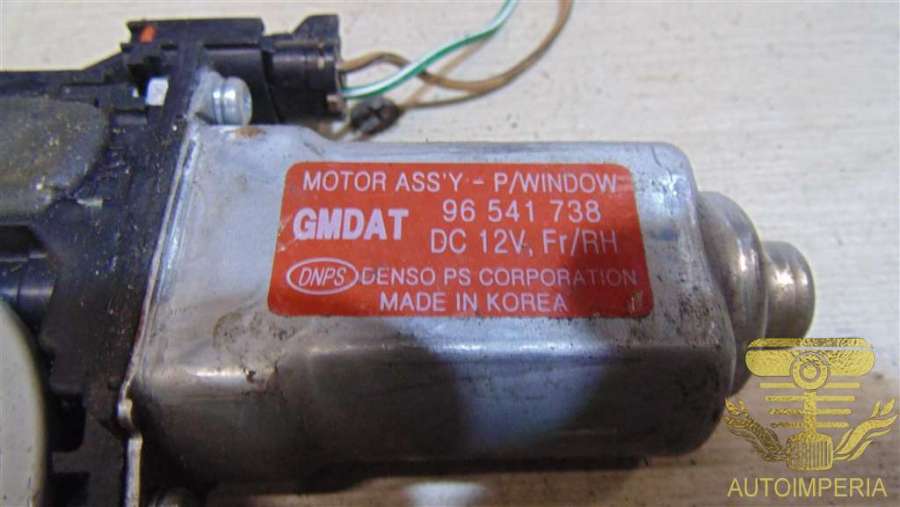 MOTOR ASS'Y - P/WINDOW
GMDAT 96 541 738
DC 12V, Fr/RH
DNPS DENSO PS CORPORATION
MADE IN KOREA
AUTOIMPERIA